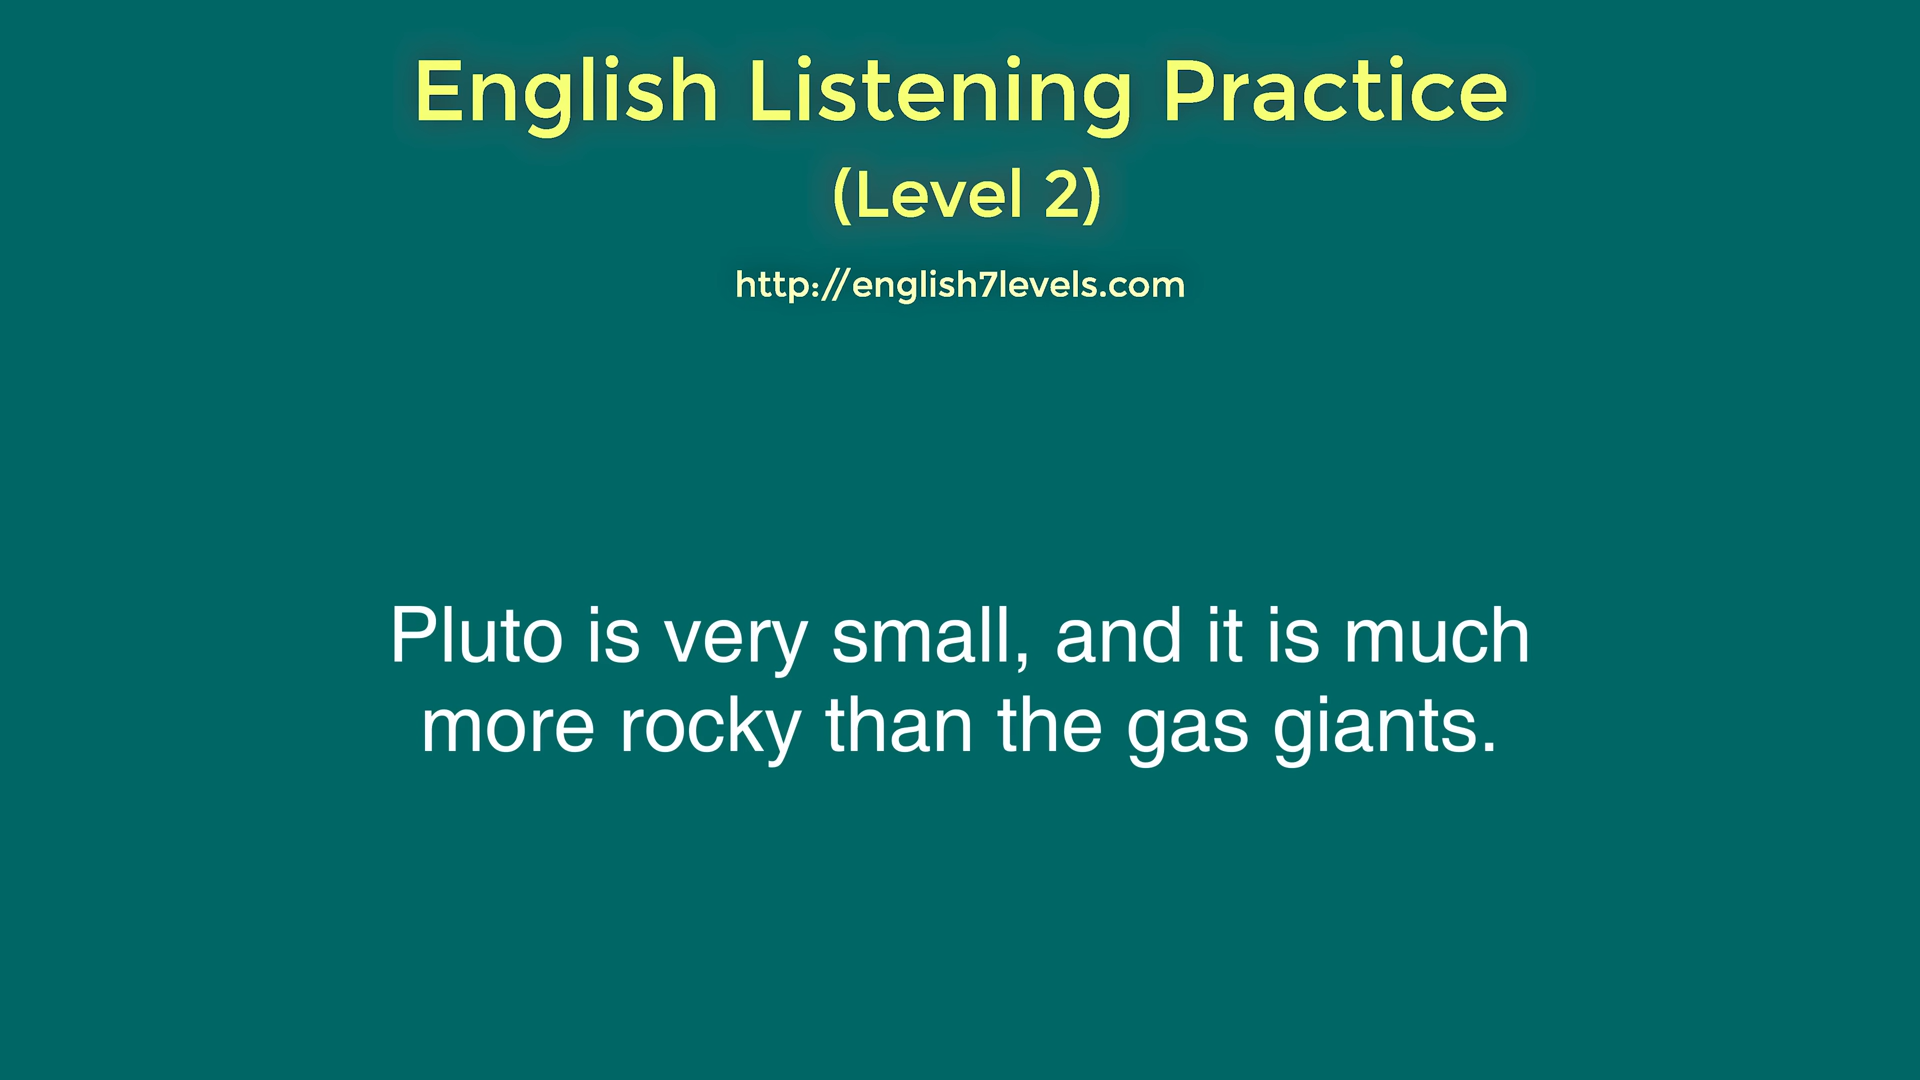 English Listening Practice
(Level 2)
http://english7levels.com
Pluto is very small, and it is much
more rocky than the gas giants.